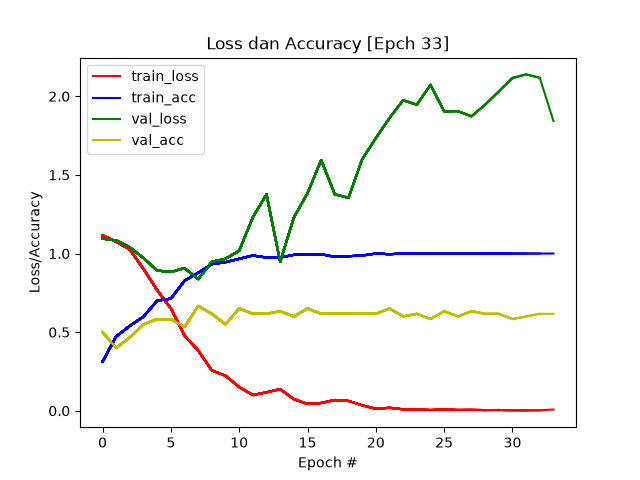 Loss dan Accuracy [Epch 33]
train_loss
train_acc
val_loss
val_acc
Loss/Accuracy
2.0
1.5
1.0
0.5
0.0
0 5 10 15 20 25 30
Epoch #